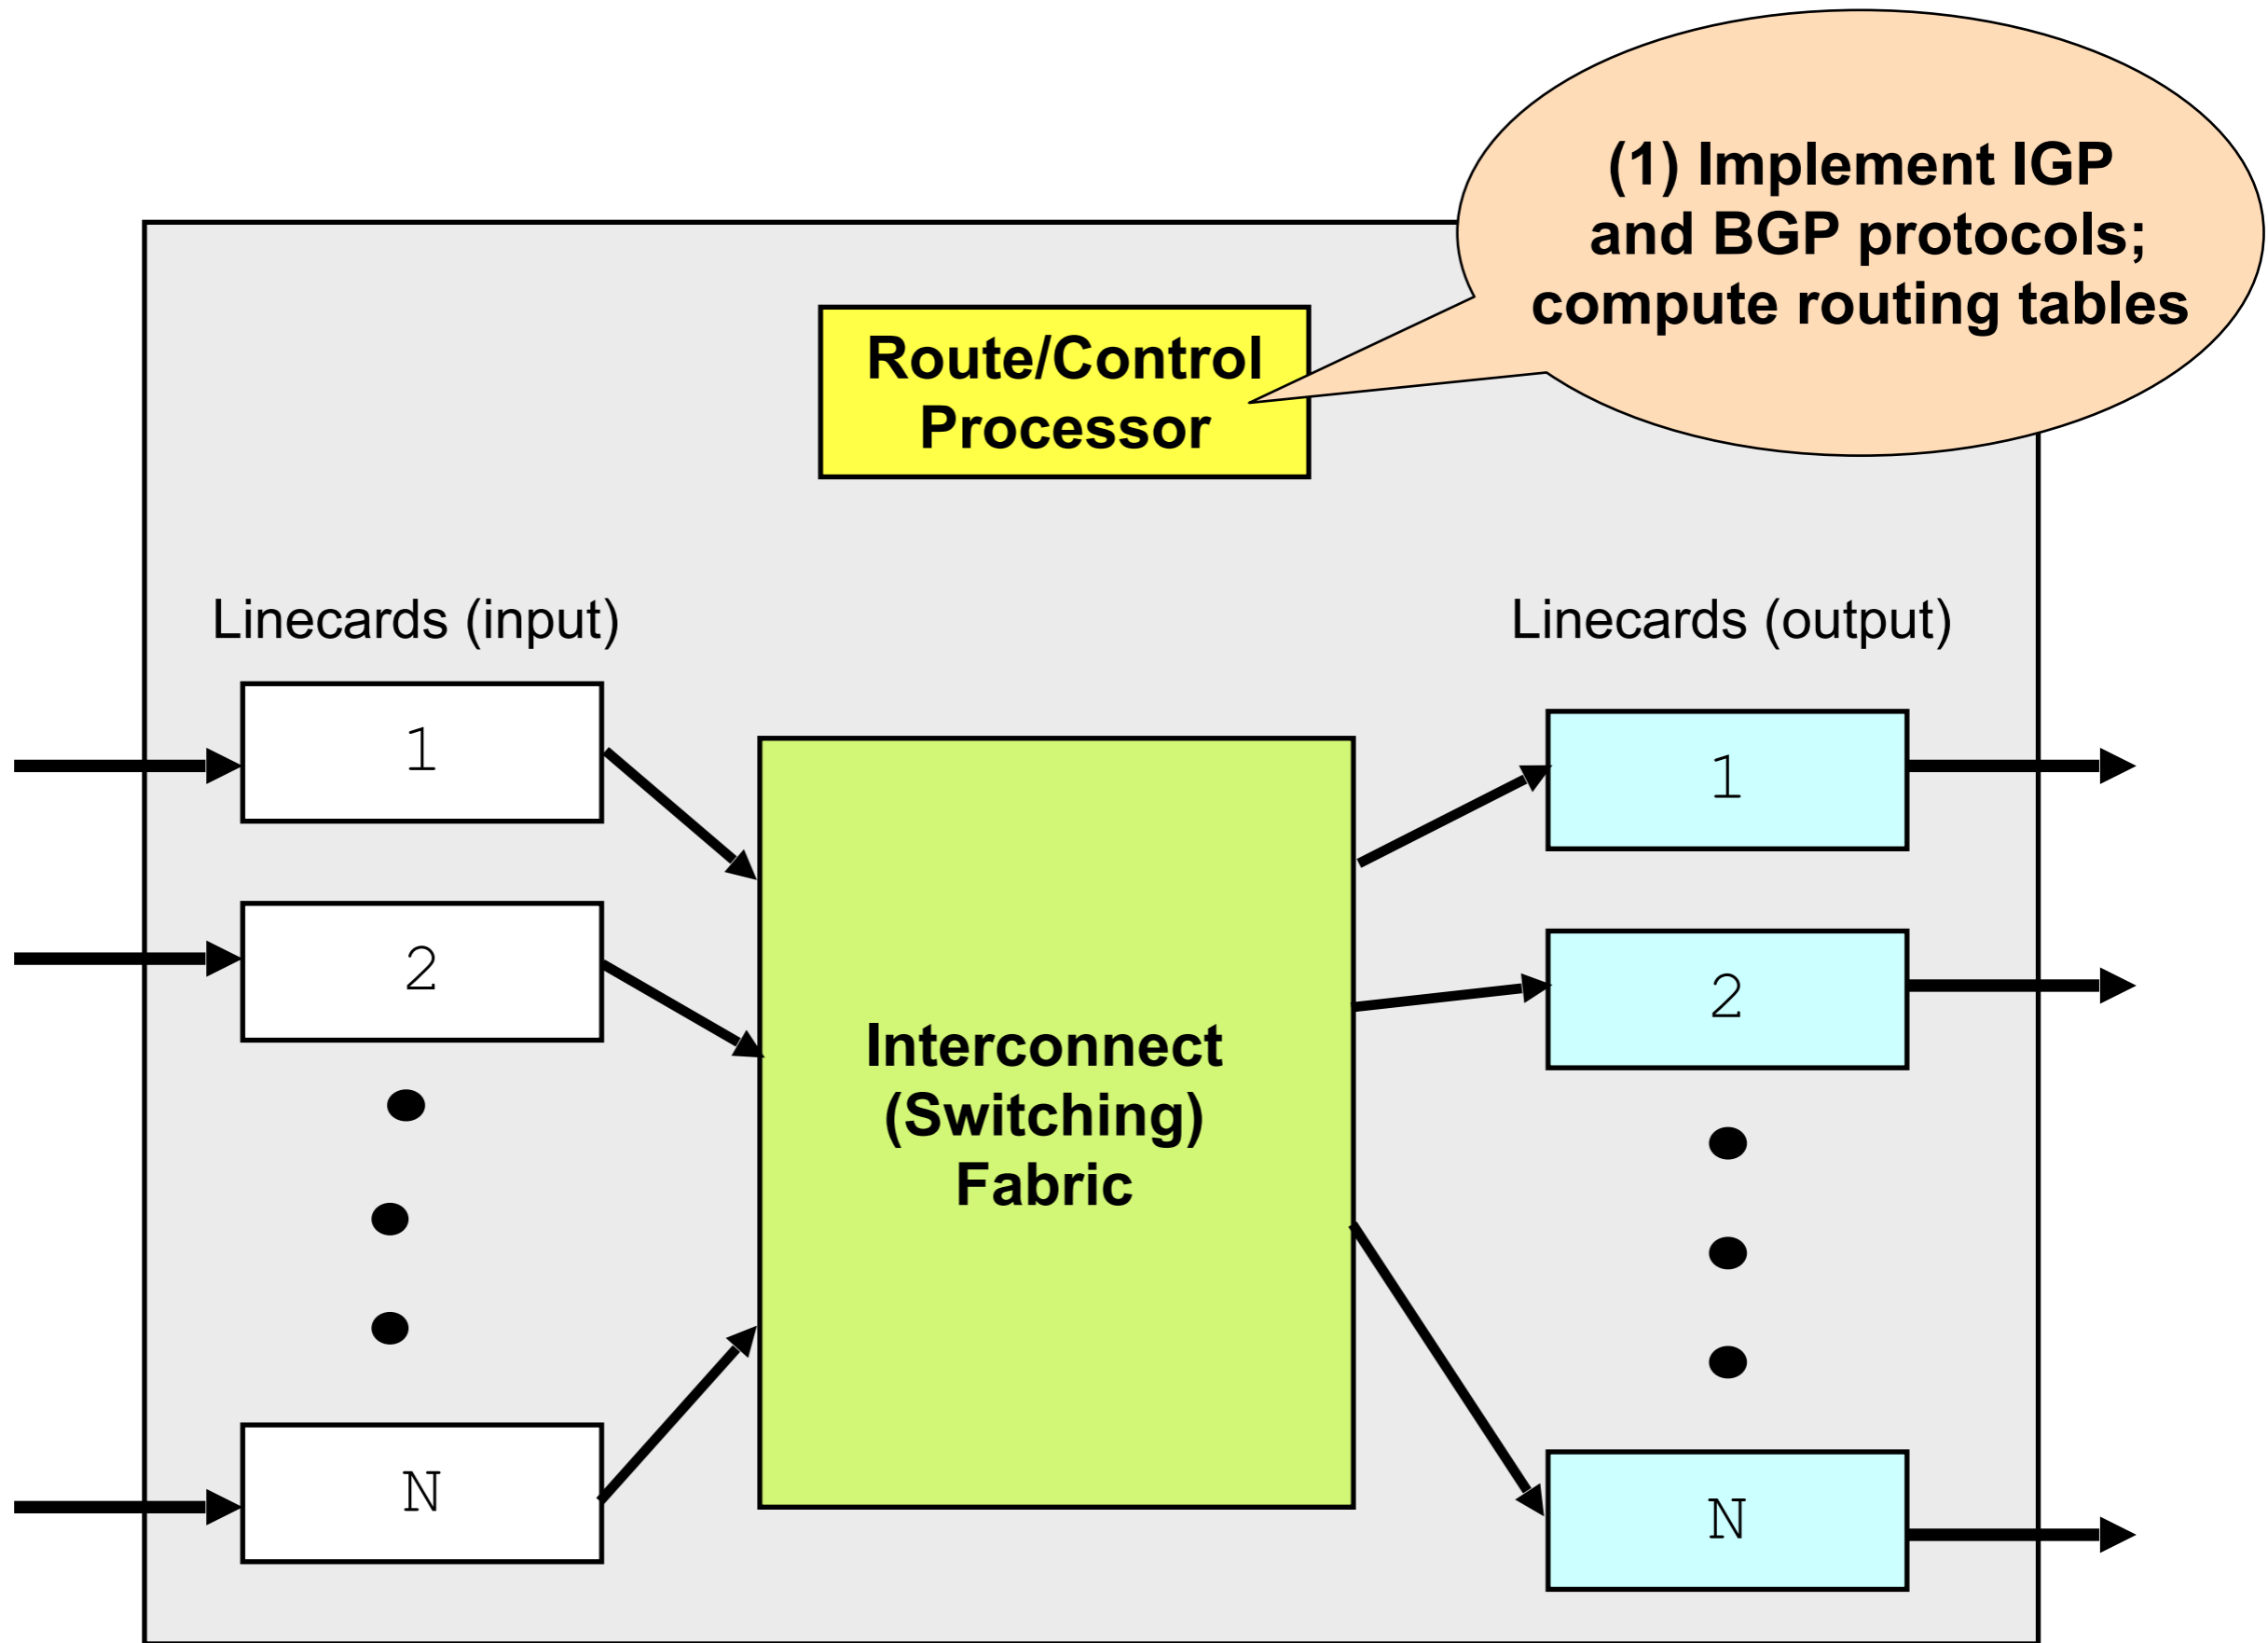 (1) Implement IGP
and BGP protocols;
compute routing tables
Route/Control
Processor
Linecards (input)
Linecards (output)
1
2
N
Interconnect
(Switching)
Fabric
1
2
N